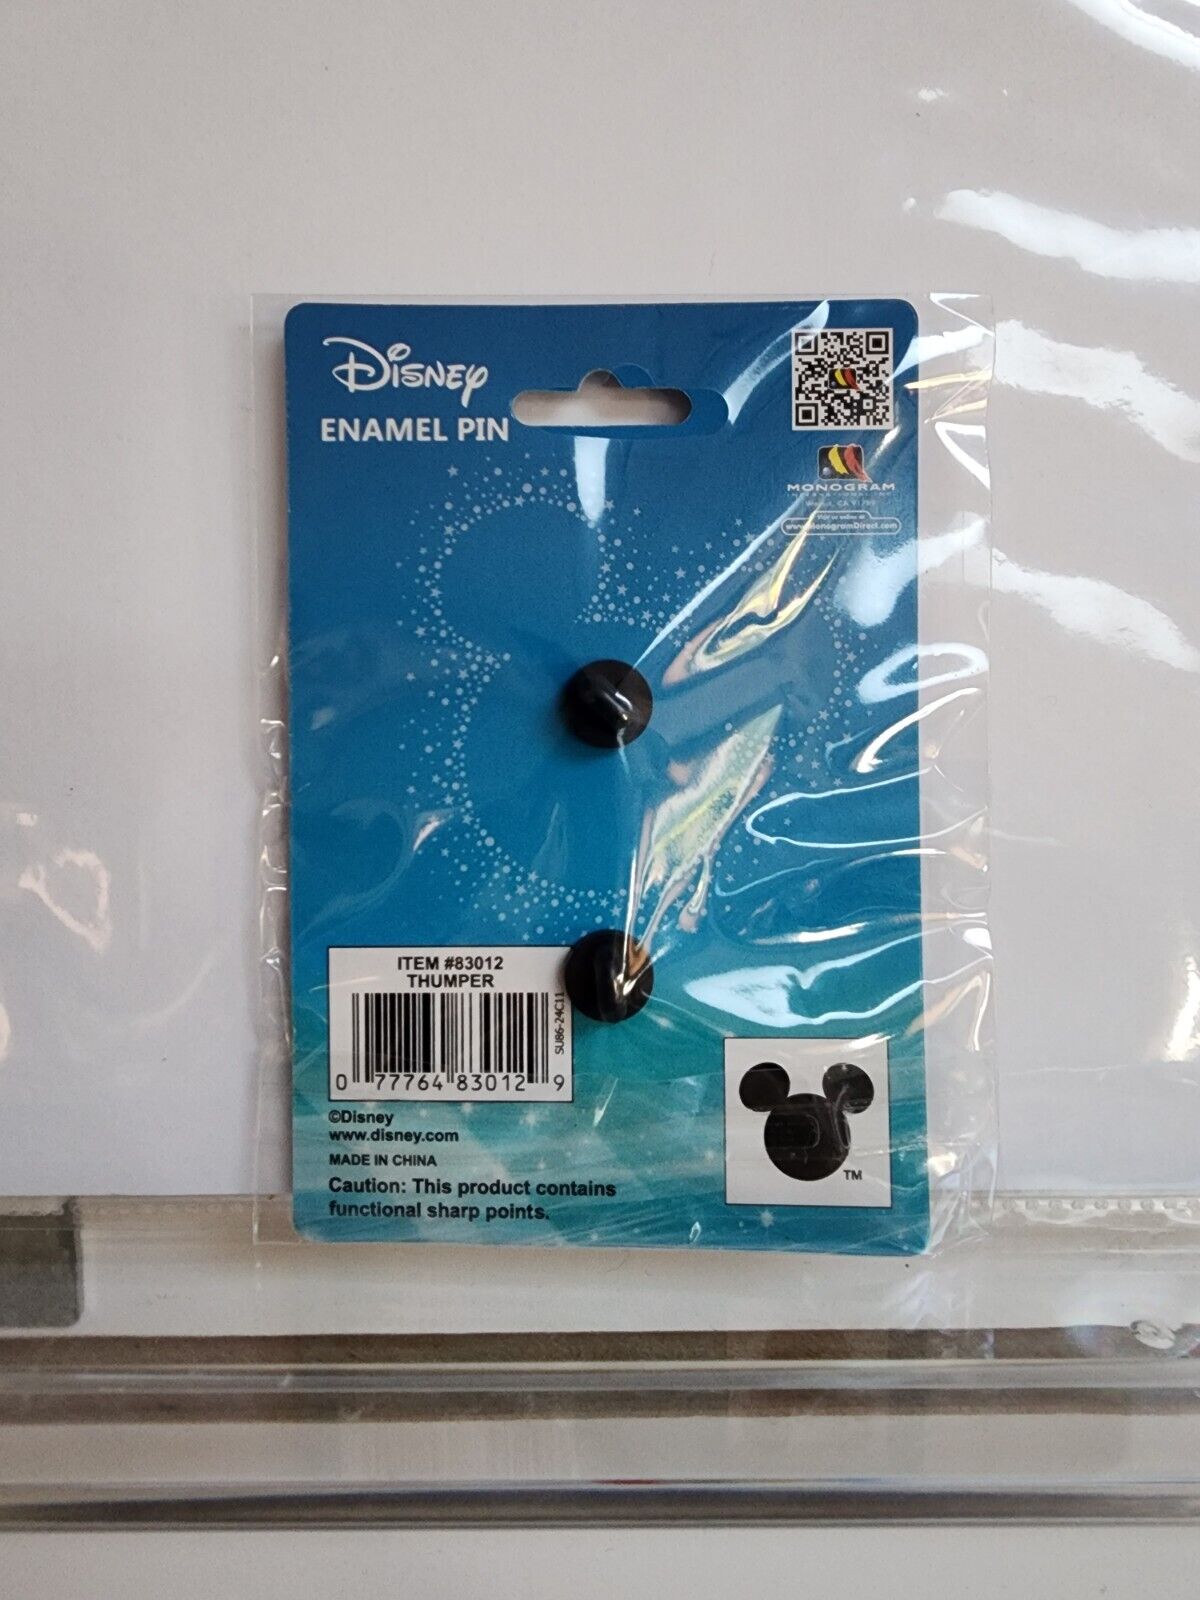 Disney
ENAMEL PIN
MONOGRAM
www.MonogramDirect.com
ITEM #83012
THUMPER
SU86-24C11
0 77764 83012 9
©Disney
www.disney.com
MADE IN CHINA
Caution: This product contains
functional sharp points.
TM